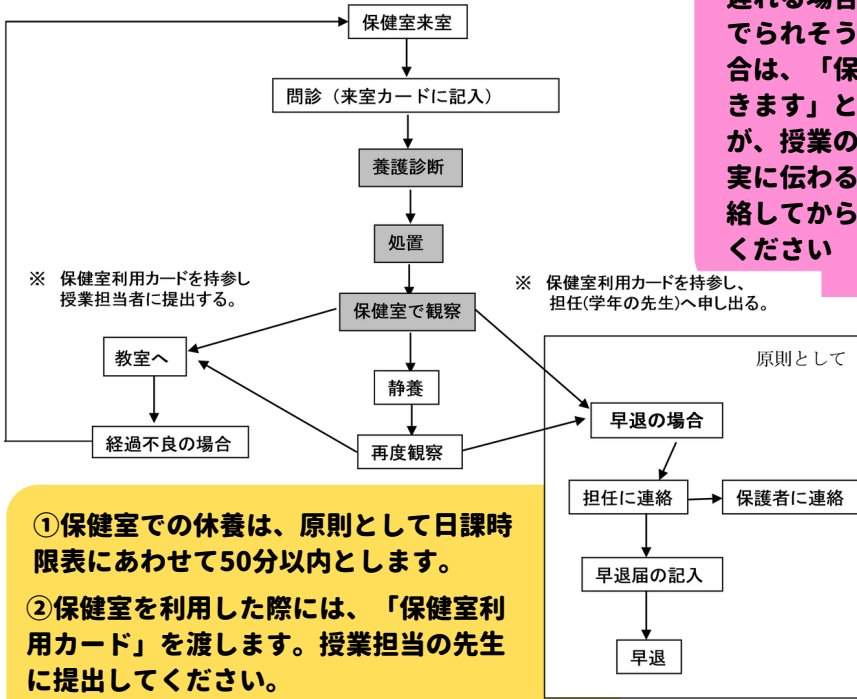 保健室来室
問診（来室カードに記入）
養護診断
処置
※　保健室利用カードを持参し
授業担当者に提出する。
※　保健室利用カードを持参し、
担任(学年の先生)へ申し出る。
保健室で観察
教室へ
静養
経過不良の場合
再度観察
原則として
早退の場合
担任に連絡
保護者に連絡
早退届の記入
早退
遅れる場合
でられそう
合は、「保
きます」と
が、授業の
実に伝わる
絡してから
ください
①保健室での休養は、原則として日課時
限表にあわせて50分以内とします。
②保健室を利用した際には、「保健室利
用カード」を渡します。授業担当の先生
に提出してください。